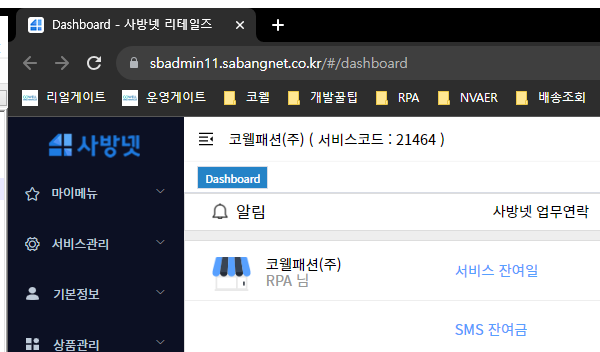 Dashboard - 사방넷 리테일즈
sbadmin11.sabangnet.co.kr/#/dashboard
리얼게이트 운영게이트 코웰 개발꿀팁 RPA NVAER 배송조회
사방넷
코웰패션(주) ( 서비스코드 : 21464 )
Dashboard
마이메뉴
알림 사방넷 업무연락
서비스관리
코웰패션(주)
RPA 님
서비스 잔여일
기본정보
SMS 잔여금
상품관리